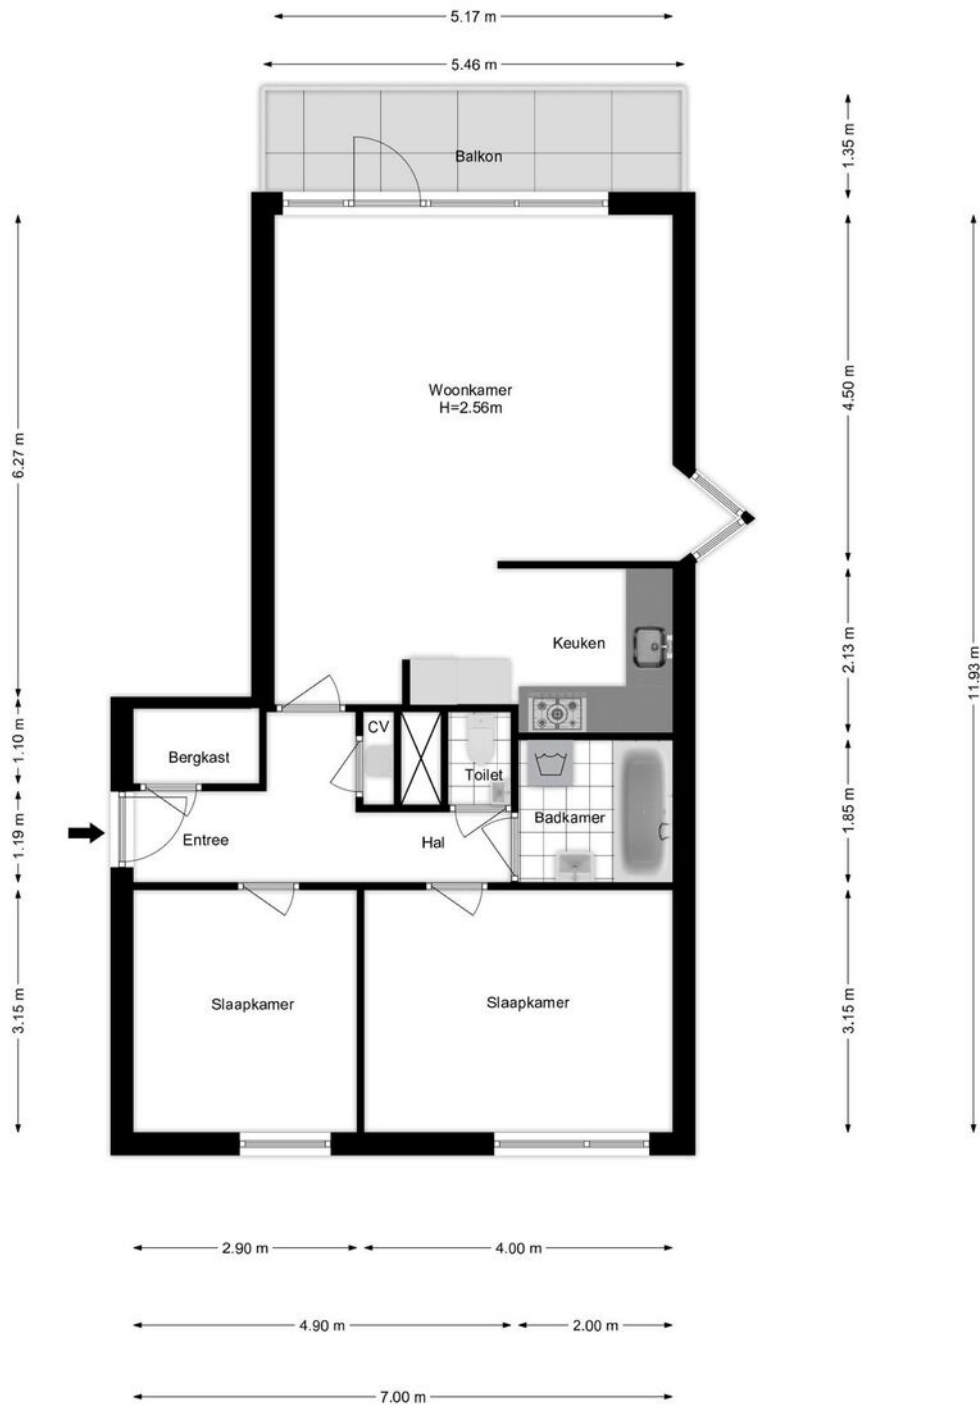 5.17 m
5.46 m
Balkon
1.35 m
Woonkamer
H=2.56m
4.50 m
6.27 m
Keuken
2.13 m
11.93 m
CV
Bergkast
Toilet
1.10 m
Entree
Hal
Badkamer
1.19 m
1.85 m
Slaapkamer
Slaapkamer
3.15 m
3.15 m
2.90 m
4.00 m
4.90 m
2.00 m
7.00 m